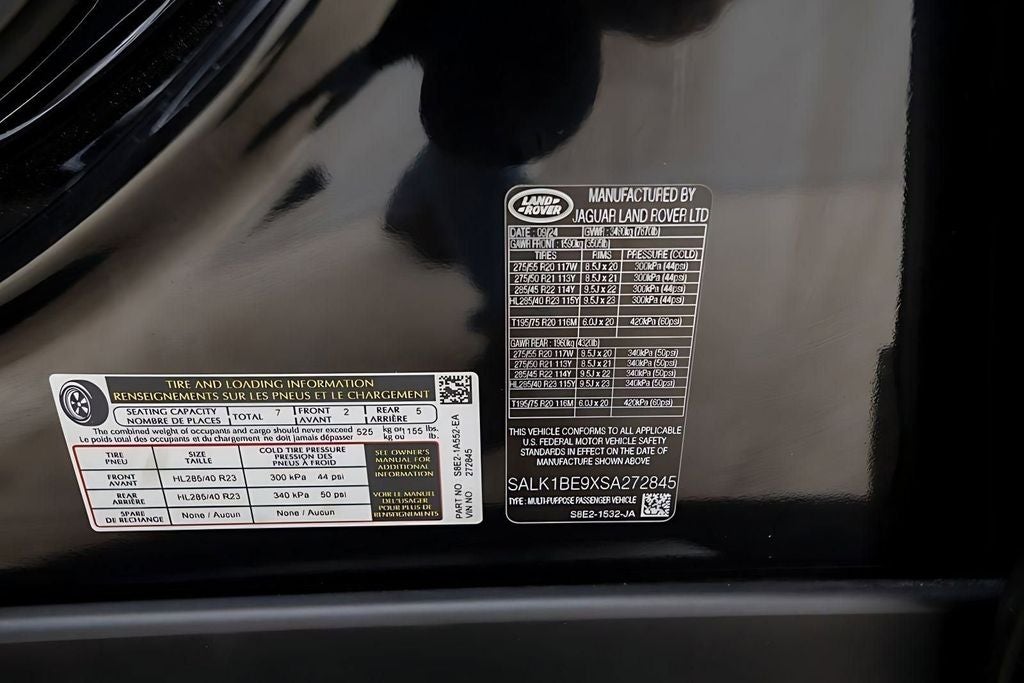 TIRE AND LOADING INFORMATION
RENSEIGNEMENTS SUR LES PNEUS ET LE CHARGEMENT
SEATING CAPACITY
NOMBRE DE PLACES
TOTAL 7
FRONT
AVANT 2
REAR
ARRIÈRE 5
The combined weight of occupants and cargo should never exceed 525 kg or 1155 lbs.
Le poids total des occupants et du chargement ne doit jamais dépasser kg ou lb.
TIRE
PNEU
SIZE
TAILLE
COLD TIRE PRESSURE
PRESSION DES
PNEUS À FROID
FRONT
AVANT
HL285/40 R23
300 kPa 44 psi
REAR
ARRIÈRE
HL285/40 R23
340 kPa 50 psi
SPARE
DE RECHANGE
None / Aucun
None / Aucun
SEE OWNER'S
MANUAL FOR
ADDITIONAL
INFORMATION
VOIR LE MANUEL
DE L'USAGER
POUR PLUS DE
RENSEIGNEMENTS
PART NO S8E2-1A552-EA
VIN NO 272845
LAND-
ROVER
MANUFACTURED BY
JAGUAR LAND ROVER LTD
DATE : 09/24 GVWR : 3490kg (7870lb)
GAWR FRONT : 1590kg (3505lb)
TIRES RIMS PRESSURE (COLD)
275/55 R20 117W 8.5J x 20 300kPa (44psi)
275/50 R21 113Y 8.5J x 21 300kPa (44psi)
285/45 R22 114Y 9.5J x 22 300kPa (44psi)
HL285/40 R23 115Y 9.5J x 23 300kPa (44psi)
T195/75 R20 116M 6.0J x 20 420kPa (60psi)
GAWR REAR : 1960kg (4320lb)
275/55 R20 117W 8.5J x 20 340kPa (50psi)
275/50 R21 113Y 8.5J x 21 340kPa (50psi)
285/45 R22 114Y 9.5J x 22 340kPa (50psi)
HL285/40 R23 115Y 9.5J x 23 340kPa (50psi)
T195/75 R20 116M 6.0J x 20 420kPa (60psi)
THIS VEHICLE CONFORMS TO ALL APPLICABLE
U.S. FEDERAL MOTOR VEHICLE SAFETY
STANDARDS IN EFFECT ON THE DATE OF
MANUFACTURE SHOWN ABOVE
SALK1BE9XSA272845
TYPE : MULTI-PURPOSE PASSENGER VEHICLE
S8E2-1532-JA